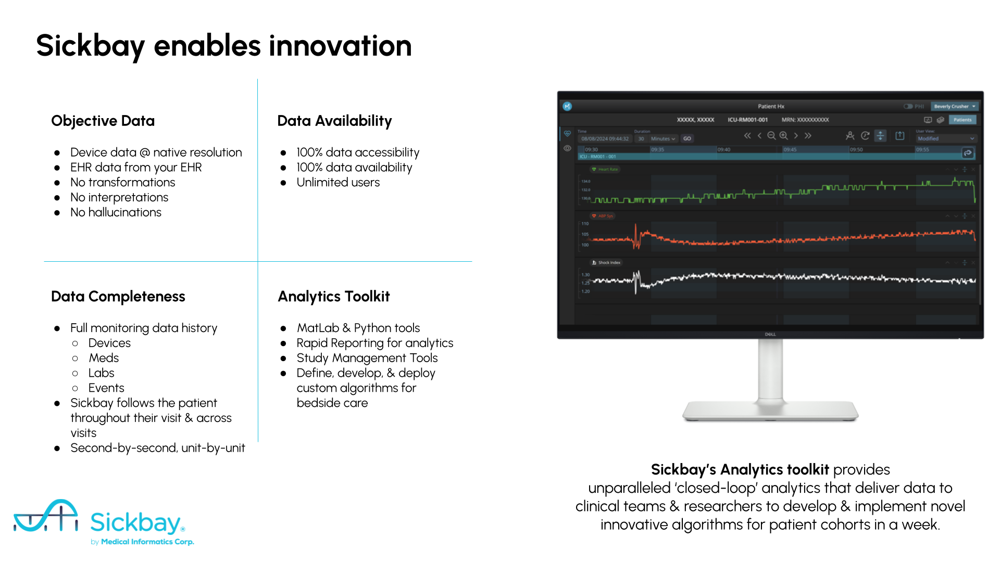 Sickbay enables innovation
Objective Data
● Device data @ native resolution
● EHR data from your EHR
● No transformations
● No interpretations
● No hallucinations
Data Availability
● 100% data accessibility
● 100% data availability
● Unlimited users
Data Completeness
● Full monitoring data history
○ Devices
○ Meds
○ Labs
○ Events
● Sickbay follows the patient
throughout their visit & across
visits
● Second-by-second, unit-by-unit
Analytics Toolkit
● MatLab & Python tools
● Rapid Reporting for analytics
● Study Management Tools
● Define, develop, & deploy
custom algorithms for
bedside care
Patient Hx
PHI
Beverly Crusher
XXXXX, XXXXX ICU-RM001-001 MRN: XXXXXXXXXX
Patients
Time Duration User View:
08/08/2024 09:44:32 30 Minutes GO Modified
09:30 09:35 09:40 09:45 09:50 09:55
ICU - RM001 - 001
Heart Rate
134.0
132.0
130.0
ABP Sys
110
105
100
Shock Index
1.30
1.25
1.20
DELL
Sickbay's Analytics toolkit provides
unparalleled 'closed-loop' analytics that deliver data to
clinical teams & researchers to develop & implement novel
innovative algorithms for patient cohorts in a week.
Sickbay®
by Medical Informatics Corp.